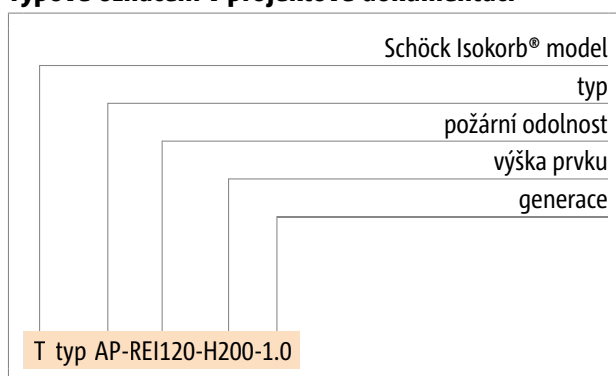 Typové označení v projektové dokumentaci
Schöck Isokorb® model
typ
požární odolnost
výška prvku
generace
T typ AP-REI120-H200-1.0